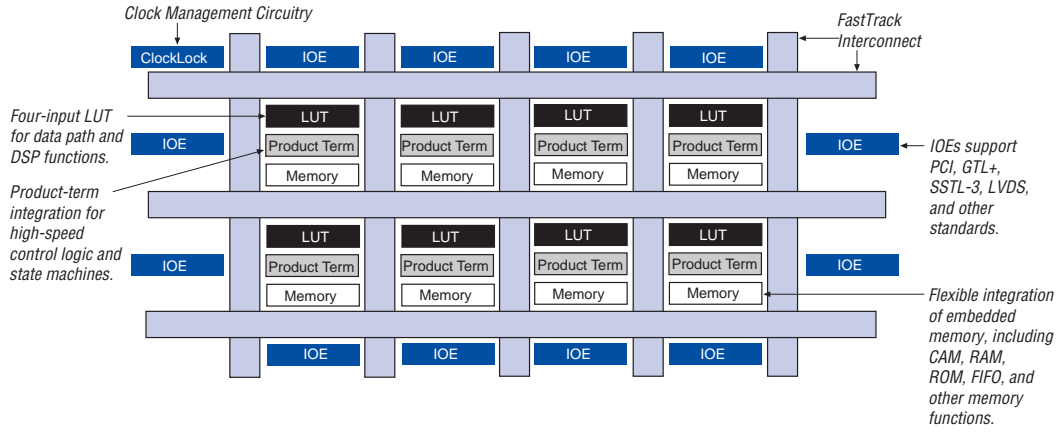 Clock Management Circuitry
FastTrack
Interconnect
ClockLock
IOE
IOE
IOE
IOE
Four-input LUT
for data path and
DSP functions.
LUT
LUT
LUT
LUT
IOE
Product Term
Product Term
Product Term
Product Term
IOE
IOEs support
PCI, GTL+,
SSTL-3, LVDS,
and other
standards.
Memory
Memory
Memory
Memory
Product-term
integration for
high-speed
control logic and
state machines.
LUT
LUT
LUT
LUT
IOE
Product Term
Product Term
Product Term
Product Term
IOE
Memory
Memory
Memory
Memory
Flexible integration
of embedded
memory, including
CAM, RAM,
ROM, FIFO, and
other memory
functions.
IOE
IOE
IOE
IOE